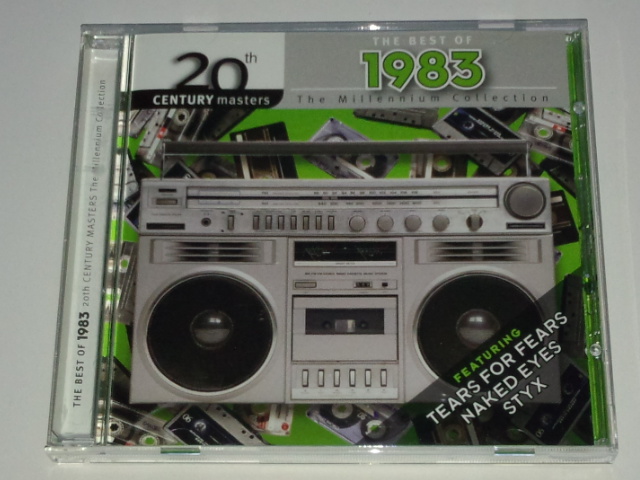 THE BEST OF 1983 20th CENTURY MASTERS The Millennium Collection
20th
CENTURY masters
THE BEST OF
1983
The Millennium Collection
FEATURING
TEARS FOR FEARS
NAKED EYES
STYX